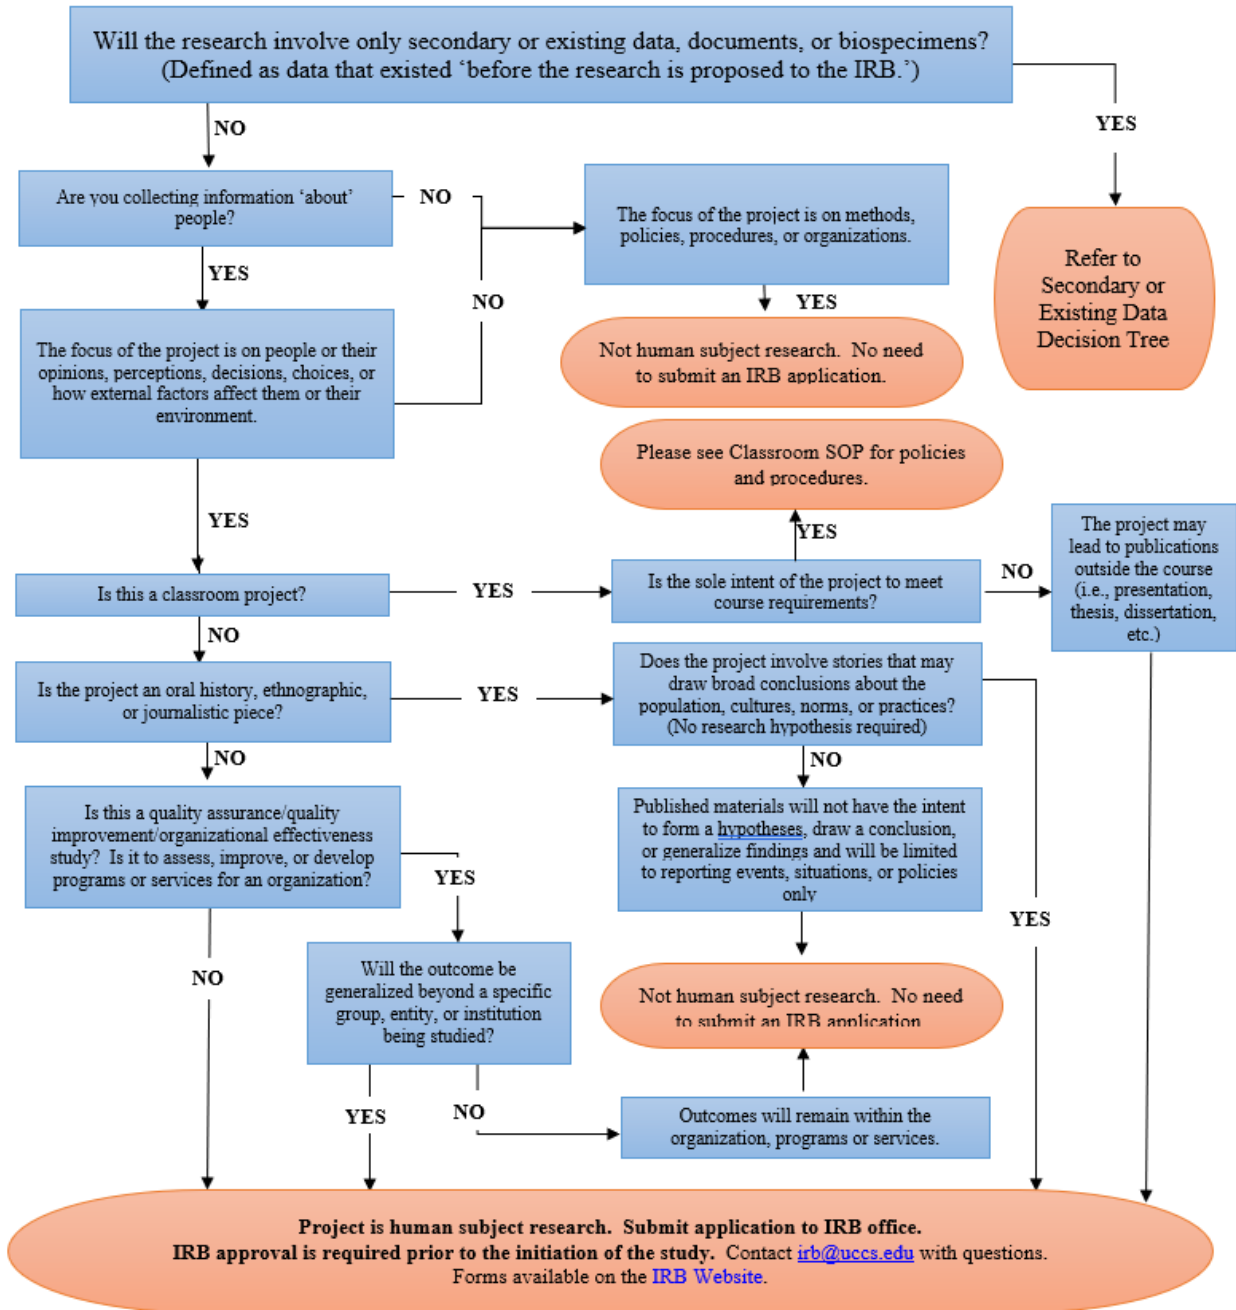 Will the research involve only secondary or existing data, documents, or biospecimens?
(Defined as data that existed ‘before the research is proposed to the IRB.’)
NO
YES
Are you collecting information ‘about’
people?
NO
The focus of the project is on methods,
policies, procedures, or organizations.
Refer to
Secondary or
Existing Data
Decision Tree
YES
NO
YES
The focus of the project is on people or their
opinions, perceptions, decisions, choices, or
how external factors affect them or their
environment.
Not human subject research.  No need
to submit an IRB application.
Please see Classroom SOP for policies
and procedures.
YES
YES
The project may
lead to publications
outside the course
(i.e., presentation,
thesis, dissertation,
etc.)
Is this a classroom project?
YES
Is the sole intent of the project to meet
course requirements?
NO
NO
Is the project an oral history, ethnographic,
or journalistic piece?
YES
Does the project involve stories that may
draw broad conclusions about the
population, cultures, norms, or practices?
(No research hypothesis required)
NO
NO
Is this a quality assurance/quality
improvement/organizational effectiveness
study?  Is it to assess, improve, or develop
programs or services for an organization?
YES
Published materials will not have the intent
to form a hypotheses, draw a conclusion,
or generalize findings and will be limited
to reporting events, situations, or policies
only
YES
NO
Will the outcome be
generalized beyond a specific
group, entity, or institution
being studied?
Not human subject research.  No need
to submit an IRB application
YES
NO
Outcomes will remain within the
organization, programs or services.
Project is human subject research.  Submit application to IRB office.
IRB approval is required prior to the initiation of the study.  Contact irb@uccs.edu with questions.
Forms available on the IRB Website.